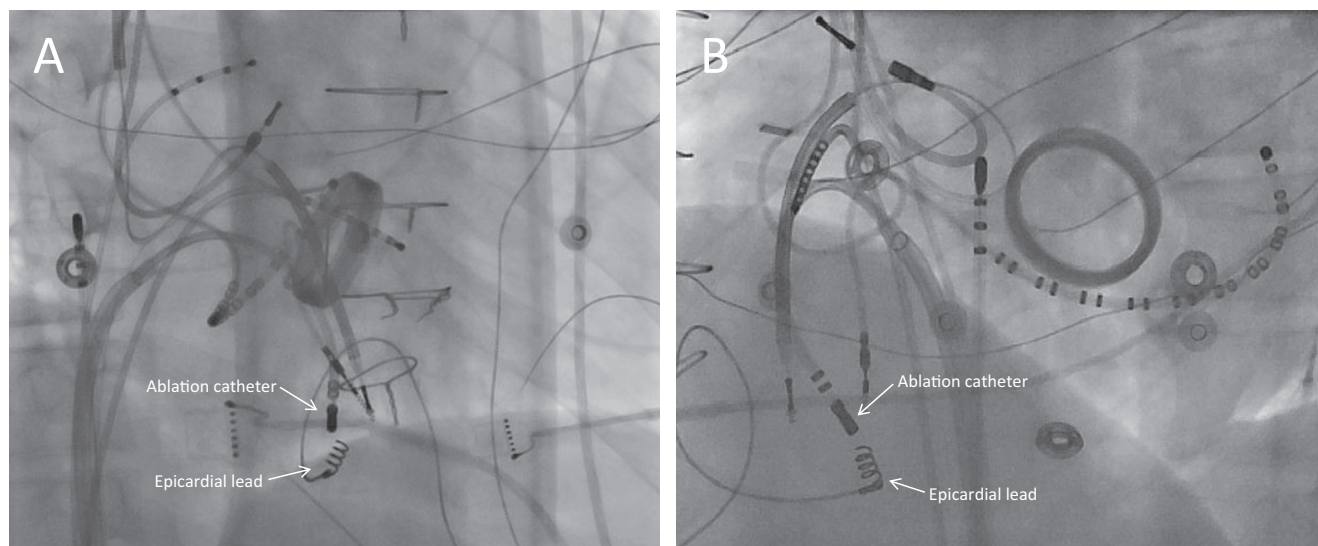 A
B
Ablation catheter
Ablation catheter
Epicardial lead
Epicardial lead